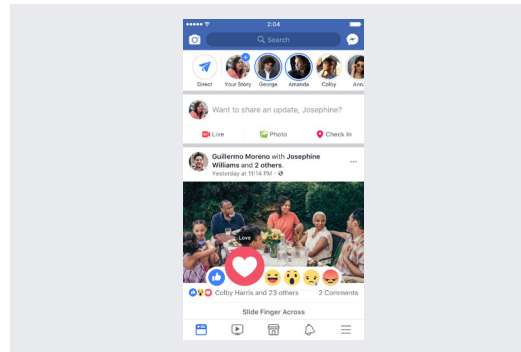 2:04
Search
Direct Your Story George Amanda Colby
Want to share an update, Josephine?
Live Photo Check In
Guillermo Moreno with Josephine
Williams and 2 others.
Yesterday at 11:14 PM
Love
Colby Harris and 23 others 2 Comments
Slide Finger Across